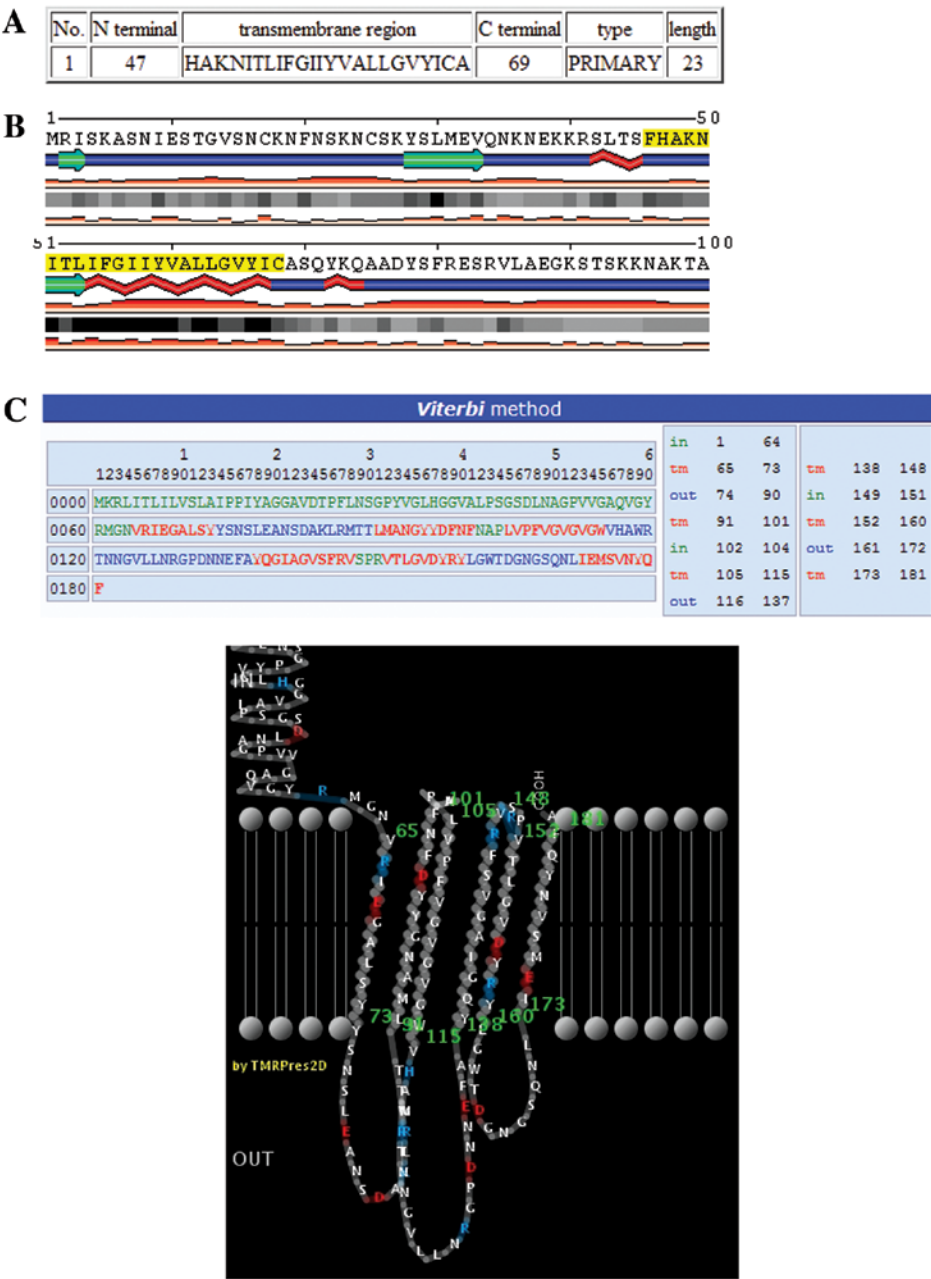 A
No. N terminal transmembrane region C terminal type length
1 47 HAKNITLIFGIIYVALLGVYICA 69 PRIMARY 23
B
1 50
MRISKASNIESTGVSNCKNFNSKNCSKYSLMEVQNKNEKKRSLTSFHAKN
51 100
ITLIFGIIYVALLGVYICASQYKQAADYSFRESRVLAEGKSTSKKNAKTA
C
Viterbi method
1 2 3 4 5 6
123456789012345678901234567890123456789012345678901234567890
0000 MKRLITLILVSLAIPPIYAGGAVDTPFLNSGPYVGLHGGVALPSGSDLNAGPVVGAQVGY
0060 RMGNVRIEGALSYYSNSLEANSDAKLRMTTLMANGYYDFNFNAPLVPFVGVGVGWVHAWR
0120 TNNGVLLNRGPDNNEFAYQGIAGVSFRVSPRVTLGVDYRYLGWTDGNGSQNLIEMSVNYQ
0180 F
in 1 64
tm 65 73
out 74 90
tm 91 101
in 102 104
tm 105 115
out 116 137
tm 138 148
in 149 151
tm 152 160
out 161 172
tm 173 181
IN
65
101
105
148
152
181
73
91
115
138
160
173
by TMRPres2D
OUT